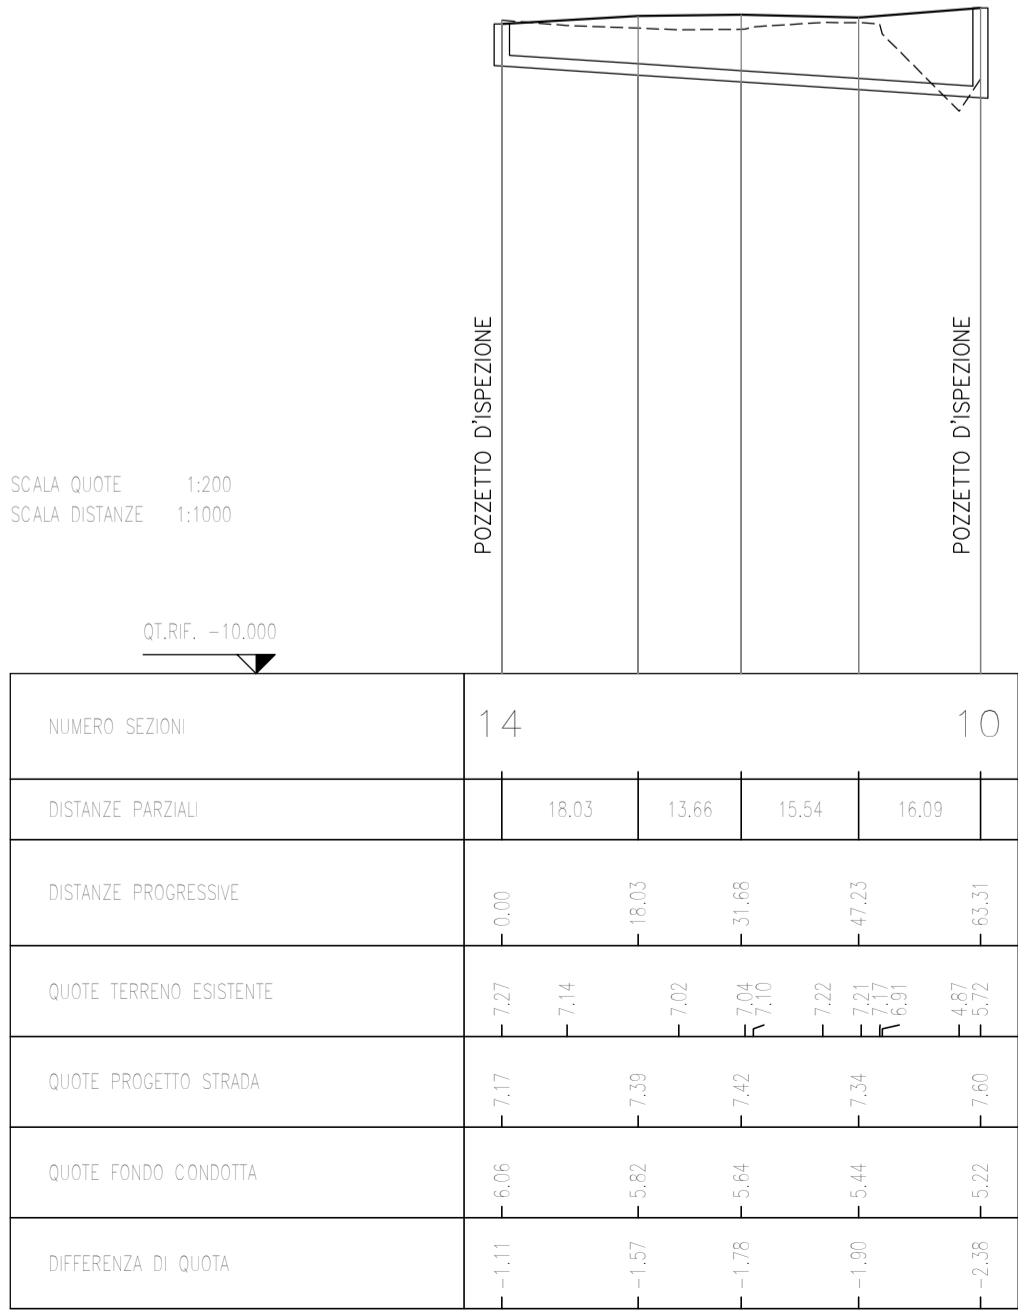 POZZETTO D'ISPEZIONE
POZZETTO D'ISPEZIONE
SCALA QUOTE 1:200
SCALA DISTANZE 1:1000
QT.RIF. -10.000
NUMERO SEZIONI 14 10
DISTANZE PARZIALI 18.03 13.66 15.54 16.09
DISTANZE PROGRESSIVE 0.00 18.03 31.68 47.23 63.31
QUOTE TERRENO ESISTENTE 7.27 7.14 7.02 7.04 7.10 7.22 7.21 7.17 6.91 4.87 5.72
QUOTE PROGETTO STRADA 7.17 7.39 7.42 7.34 7.60
QUOTE FONDO CONDOTTA 6.06 5.82 5.64 5.44 5.22
DIFFERENZA DI QUOTA -1.11 -1.57 -1.78 -1.90 -2.38